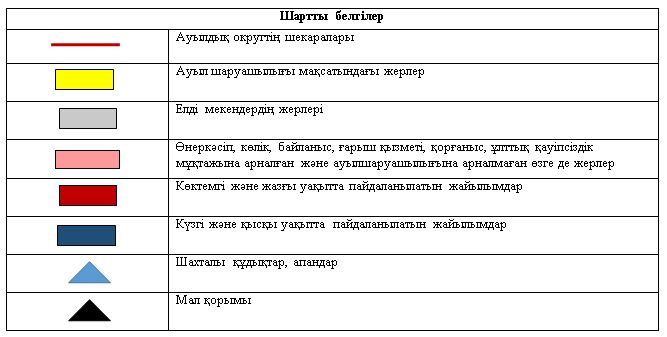 Шартты белгілер
Ауылдық округтің шекаралары
Ауыл шаруашылығы мақсатындағы жерлер
Елді мекендердің жерлері
Өнеркәсіп, көлік, байланыс, ғарыш қызметі, қорғаныс, ұлттық қауіпсіздік
мұқтажына арналған және ауылшаруашылығына арналмаған өзге де жерлер
Көктемгі және жазғы уақытта пайдаланылатын жайылымдар
Күзгі және қысқы уақытта пайдаланылатын жайылымдар
Шахталы құдықтар, апандар
Мал қорымы